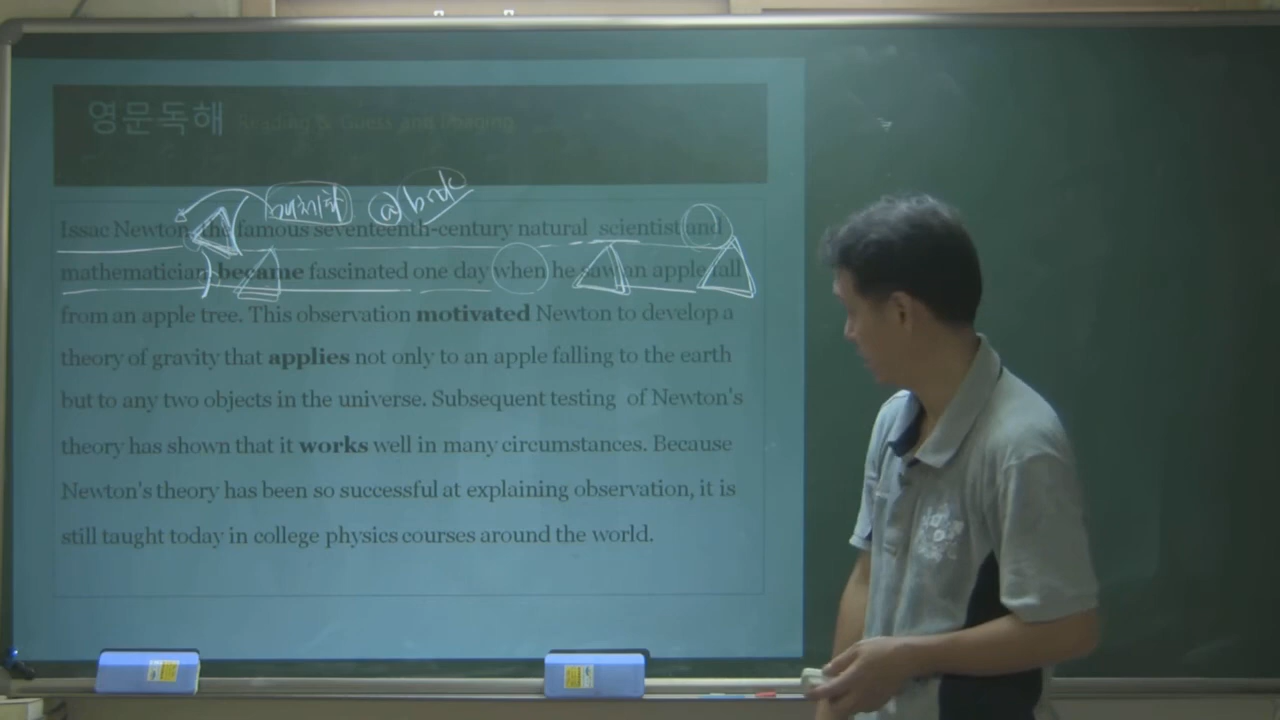 영문독해 Reading & Guess and Imaging
ⓐ
Issac Newton, the famous seventeenth-century natural scientist and
mathematician, became fascinated one day when he saw an apple fall
from an apple tree. This observation motivated Newton to develop a
theory of gravity that applies not only to an apple falling to the earth
but to any two objects in the universe. Subsequent testing of Newton's
theory has shown that it works well in many circumstances. Because
Newton's theory has been so successful at explaining observation, it is
still taught today in college physics courses around the world.